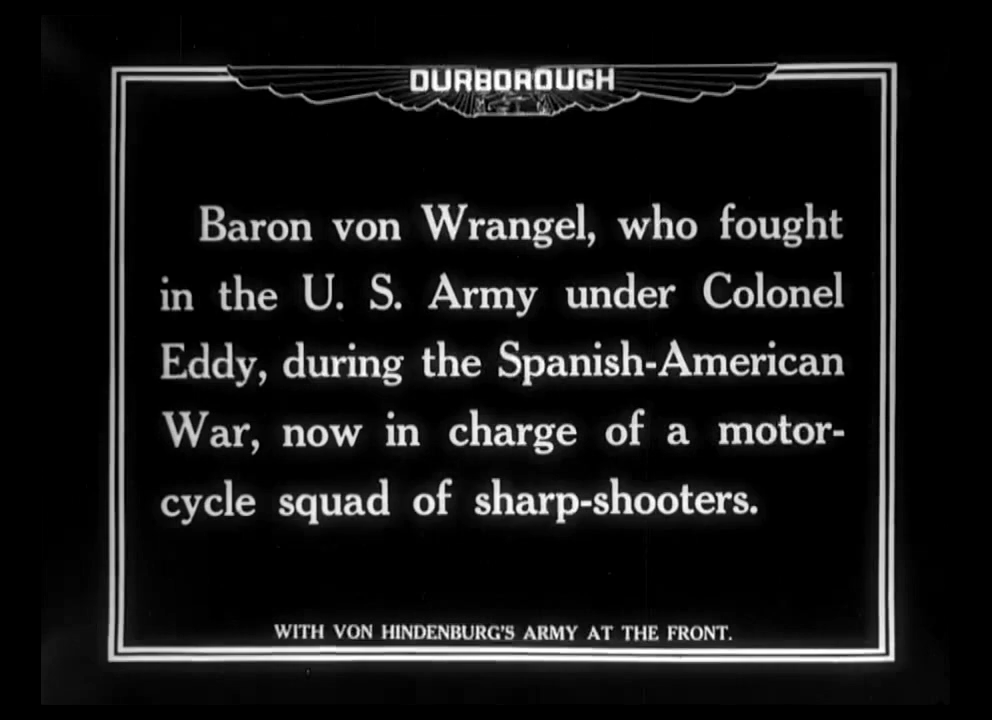 DURBOROUGH
Baron von Wrangel, who fought
in the U. S. Army under Colonel
Eddy, during the Spanish-American
War, now in charge of a motor-
cycle squad of sharp-shooters.
WITH VON HINDENBURG'S ARMY AT THE FRONT.